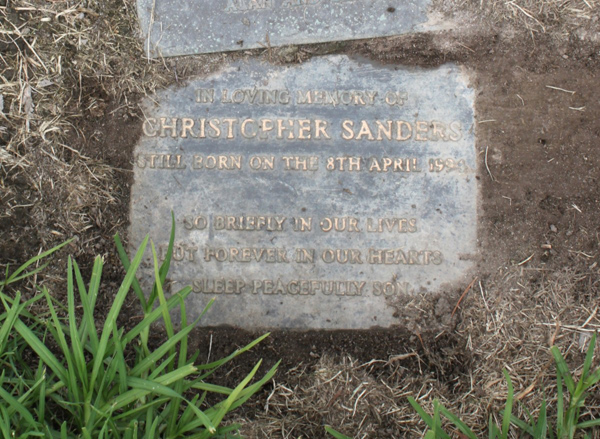 IN LOVING MEMORY OF
CHRISTOPHER SANDERS
STILL BORN ON THE 8TH APRIL
SO BRIEFLY IN OUR LIVES
BUT FOREVER IN OUR HEARTS
SLEEP PEACEFULLY SON